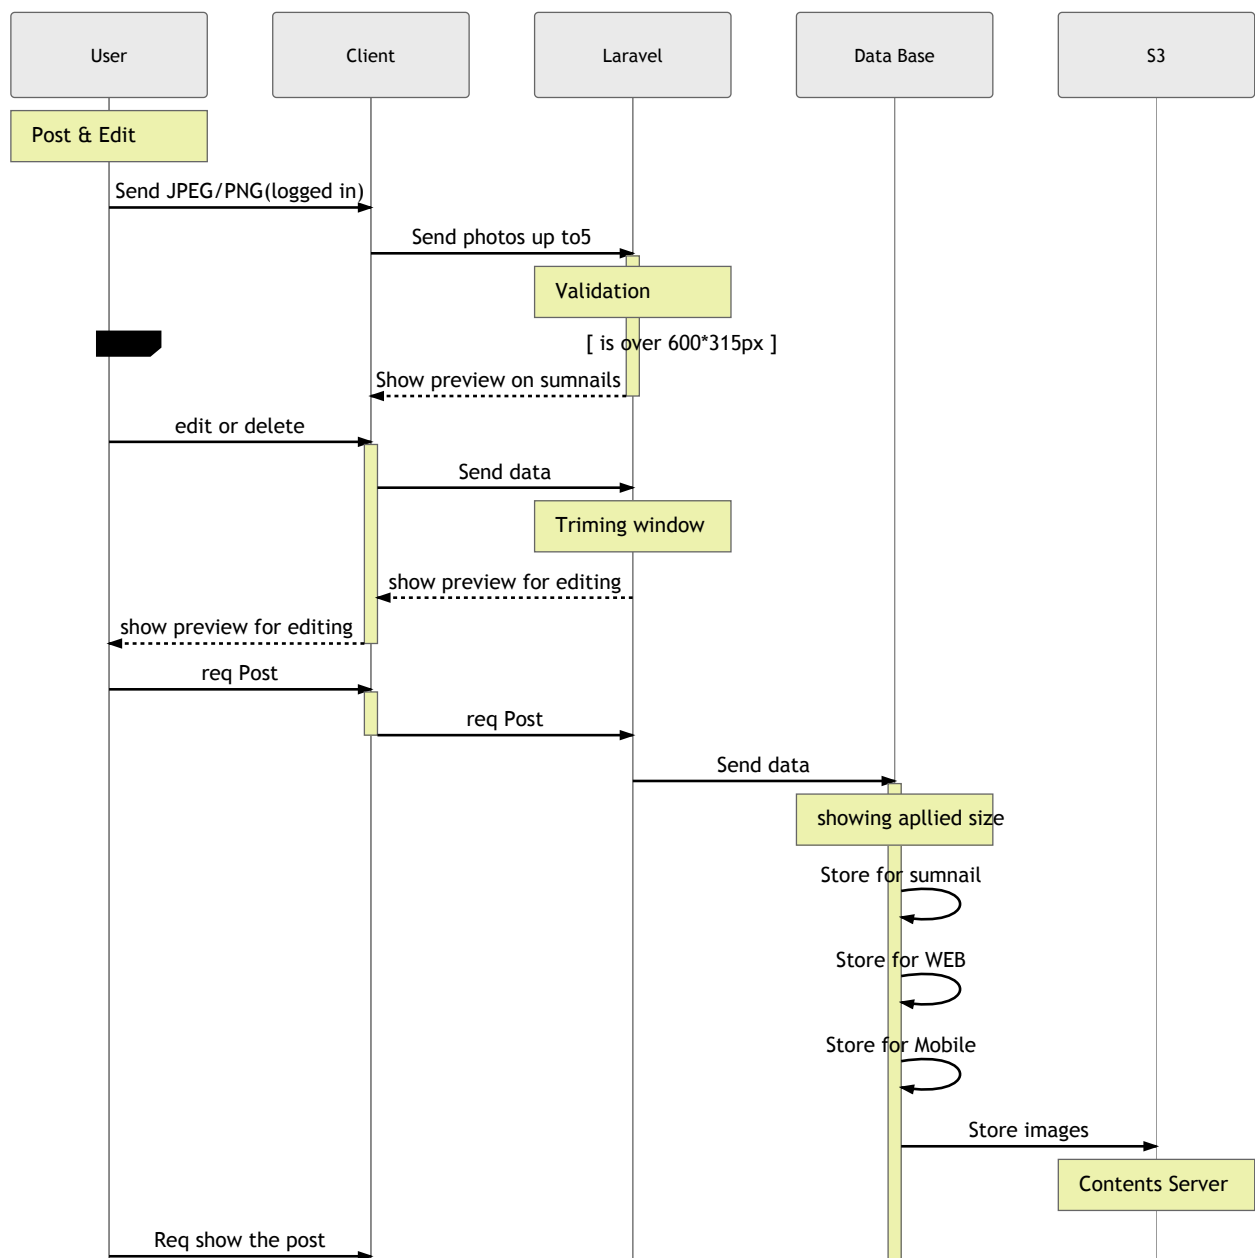 User
Client
Laravel
Data Base
S3
Post & Edit
Send JPEG/PNG(logged in)
Send photos up to5
Validation
[ is over 600*315px ]
Show preview on sumnails
edit or delete
Send data
Triming window
show preview for editing
show preview for editing
req Post
req Post
Send data
showing apllied size
Store for sumnail
Store for WEB
Store for Mobile
Store images
Contents Server
Req show the post